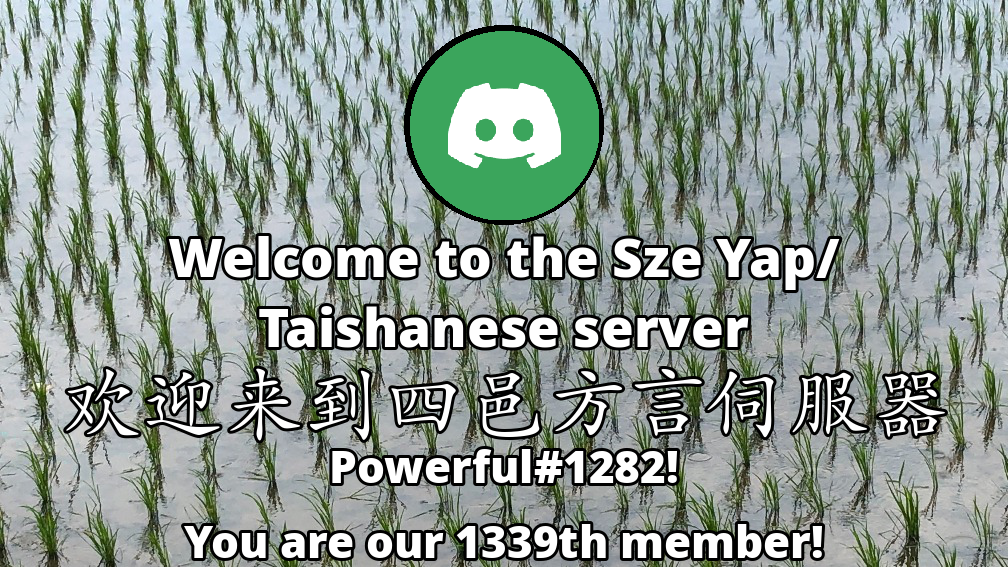 Welcome to the Sze Yap/
Taishanese server
欢迎来到四邑方言伺服器
Powerful#1282!
You are our 1339th member!